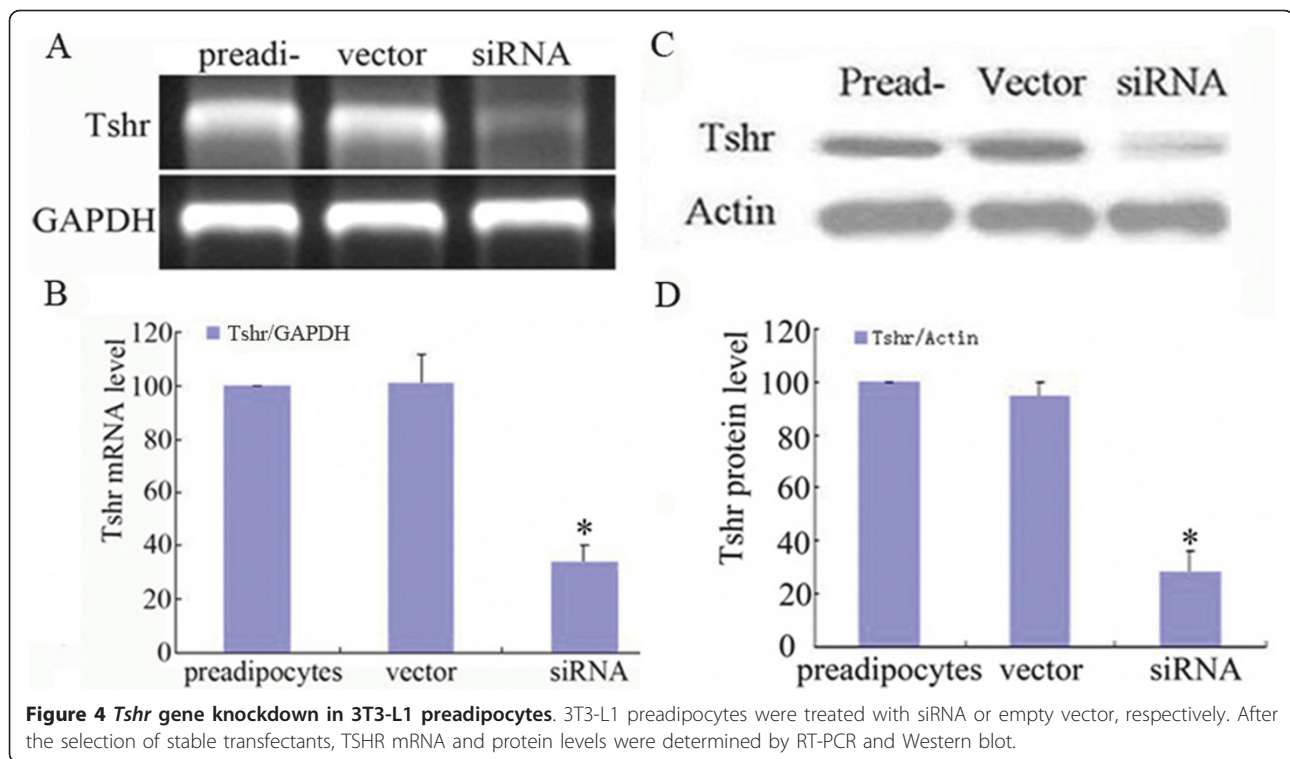 A
preadi- vector siRNA
Tshr
GAPDH
B
120
100
80
60
40
20
0
Tshr mRNA level
Tshr/GAPDH
*
preadipocytes vector siRNA
C
Pread- Vector siRNA
Tshr
Actin
D
120
100
80
60
40
20
0
Tshr protein level
Tshr/Actin
*
preadipocytes vector siRNA
Figure 4 Tshr gene knockdown in 3T3-L1 preadipocytes. 3T3-L1 preadipocytes were treated with siRNA or empty vector, respectively. After
the selection of stable transfectants, TSHR mRNA and protein levels were determined by RT-PCR and Western blot.